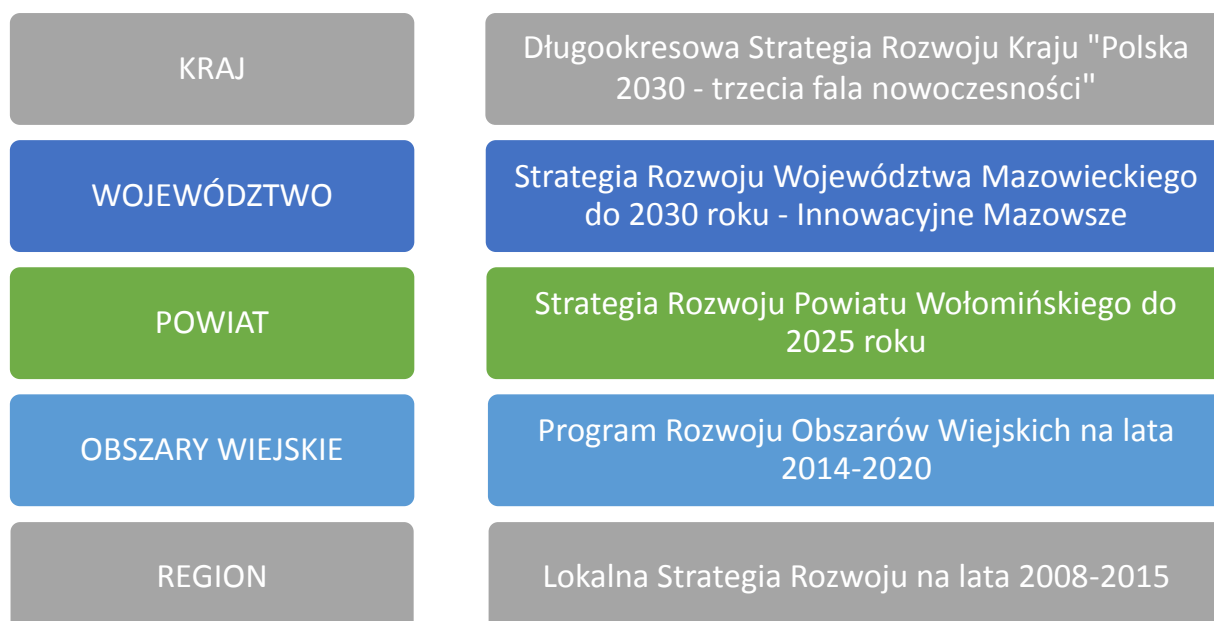 KRAJ
Długookresowa Strategia Rozwoju Kraju "Polska
2030 - trzecia fala nowoczesności"
WOJEWÓDZTWO
Strategia Rozwoju Województwa Mazowieckiego
do 2030 roku - Innowacyjne Mazowsze
POWIAT
Strategia Rozwoju Powiatu Wołomińskiego do
2025 roku
OBSZARY WIEJSKIE
Program Rozwoju Obszarów Wiejskich na lata
2014-2020
REGION
Lokalna Strategia Rozwoju na lata 2008-2015